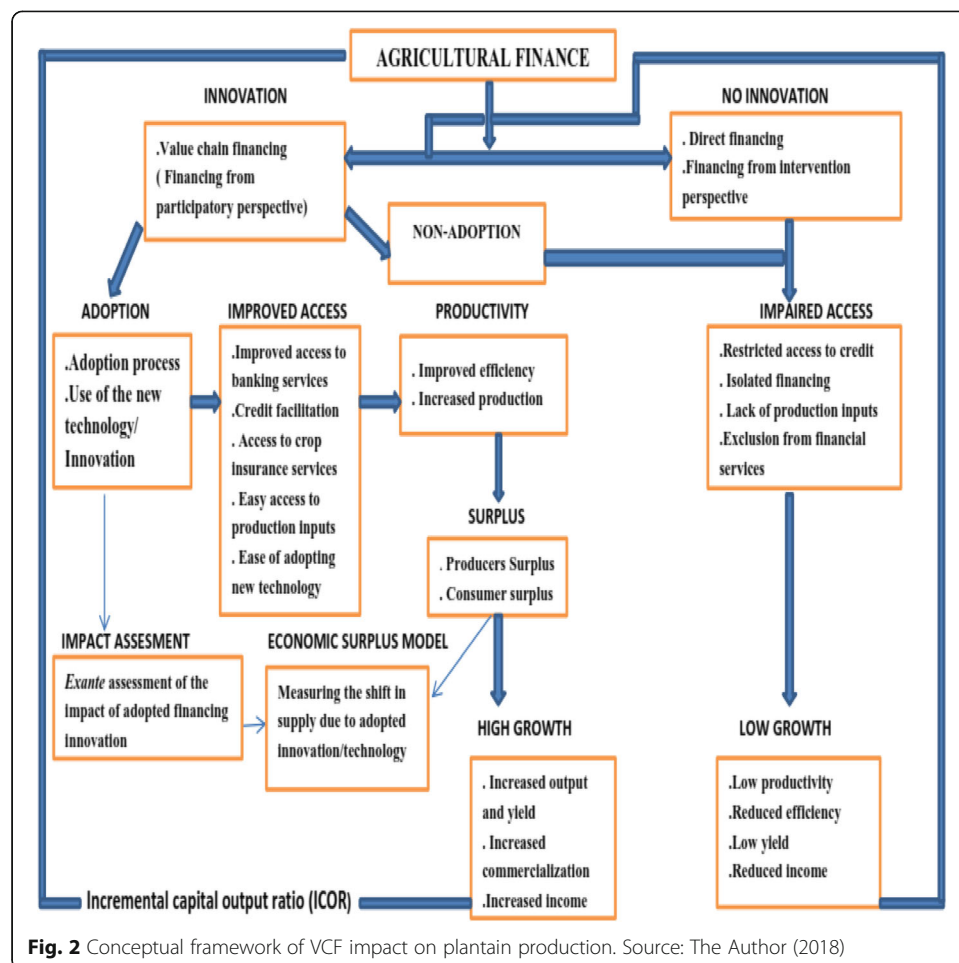 AGRICULTURAL FINANCE
INNOVATION
NO INNOVATION
.Value chain financing
( Financing from
participatory perspective)
. Direct financing
.Financing from intervention
perspective
NON-ADOPTION
ADOPTION
IMPROVED ACCESS
PRODUCTIVITY
IMPAIRED ACCESS
.Adoption process
.Use of the new
technology/
Innovation
.Improved access to
banking services
.Credit facilitation
. Access to crop
insurance services
. Easy access to
production inputs
. Ease of adopting
new technology
. Improved efficiency
. Increased production
.Restricted access to credit
. Isolated financing
. Lack of production inputs
.Exclusion from financial
services
SURPLUS
. Producers Surplus
. Consumer surplus
IMPACT ASSESMENT
ECONOMIC SURPLUS MODEL
Exante assessment of the
impact of adopted financing
innovation
Measuring the shift in
supply due to adopted
innovation/technology
HIGH GROWTH
LOW GROWTH
. Increased output
and yield
. Increased
commercialization
.Increased income
.Low productivity
.Reduced efficiency
.Low yield
.Reduced income
Incremental capital output ratio (ICOR)
Fig. 2 Conceptual framework of VCF impact on plantain production. Source: The Author (2018)